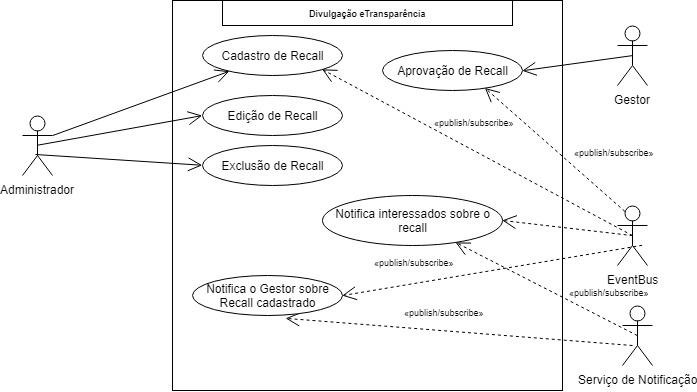 Divulgação eTransparência
Cadastro de Recall
Aprovação de Recall
Gestor
Edição de Recall
«publish/subscribe»
«publish/subscribe»
Exclusão de Recall
Administrador
Notifica interessados sobre o
recall
«publish/subscribe»
EventBus
Notifica o Gestor sobre
Recall cadastrado
«publish/subscribe»
«publish/subscribe»
Serviço de Notificação